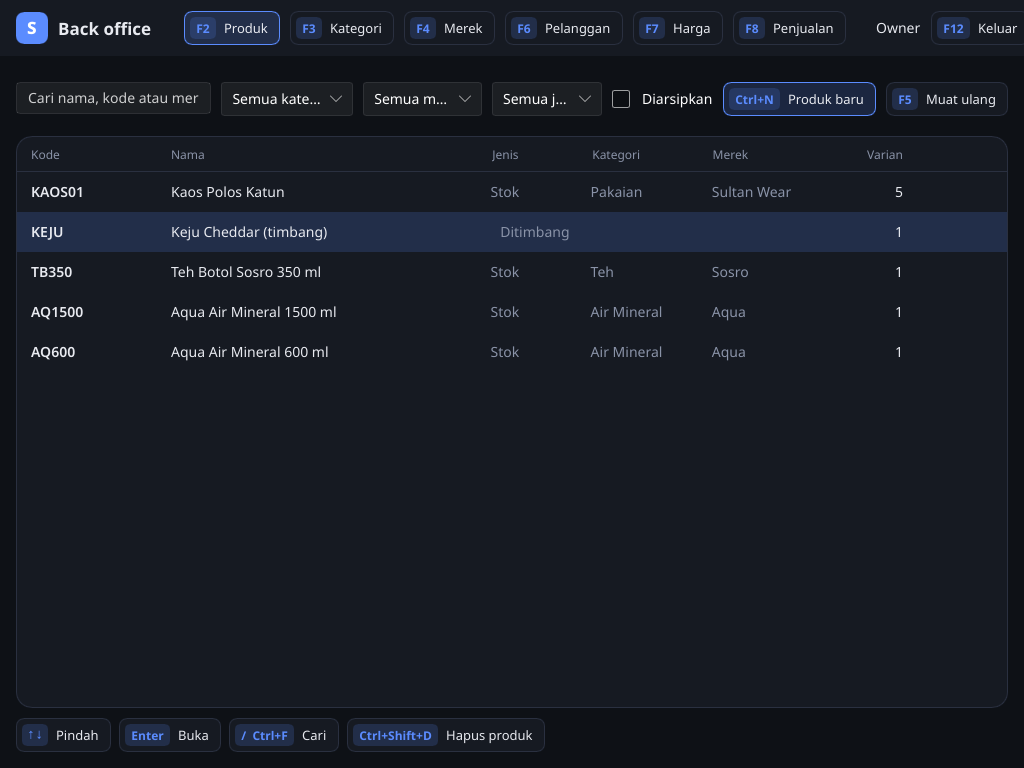 S Back office F2 Produk F3 Kategori F4 Merek F6 Pelanggan F7 Harga F8 Penjualan Owner F12 Keluar
Cari nama, kode atau mer Semua kate... Semua m... Semua j... Diarsipkan Ctrl+N Produk baru F5 Muat ulang
Kode Nama Jenis Kategori Merek Varian
KAOS01 Kaos Polos Katun Stok Pakaian Sultan Wear 5
KEJU Keju Cheddar (timbang) Ditimbang 1
TB350 Teh Botol Sosro 350 ml Stok Teh Sosro 1
AQ1500 Aqua Air Mineral 1500 ml Stok Air Mineral Aqua 1
AQ600 Aqua Air Mineral 600 ml Stok Air Mineral Aqua 1
↑↓ Pindah Enter Buka / Ctrl+F Cari Ctrl+Shift+D Hapus produk